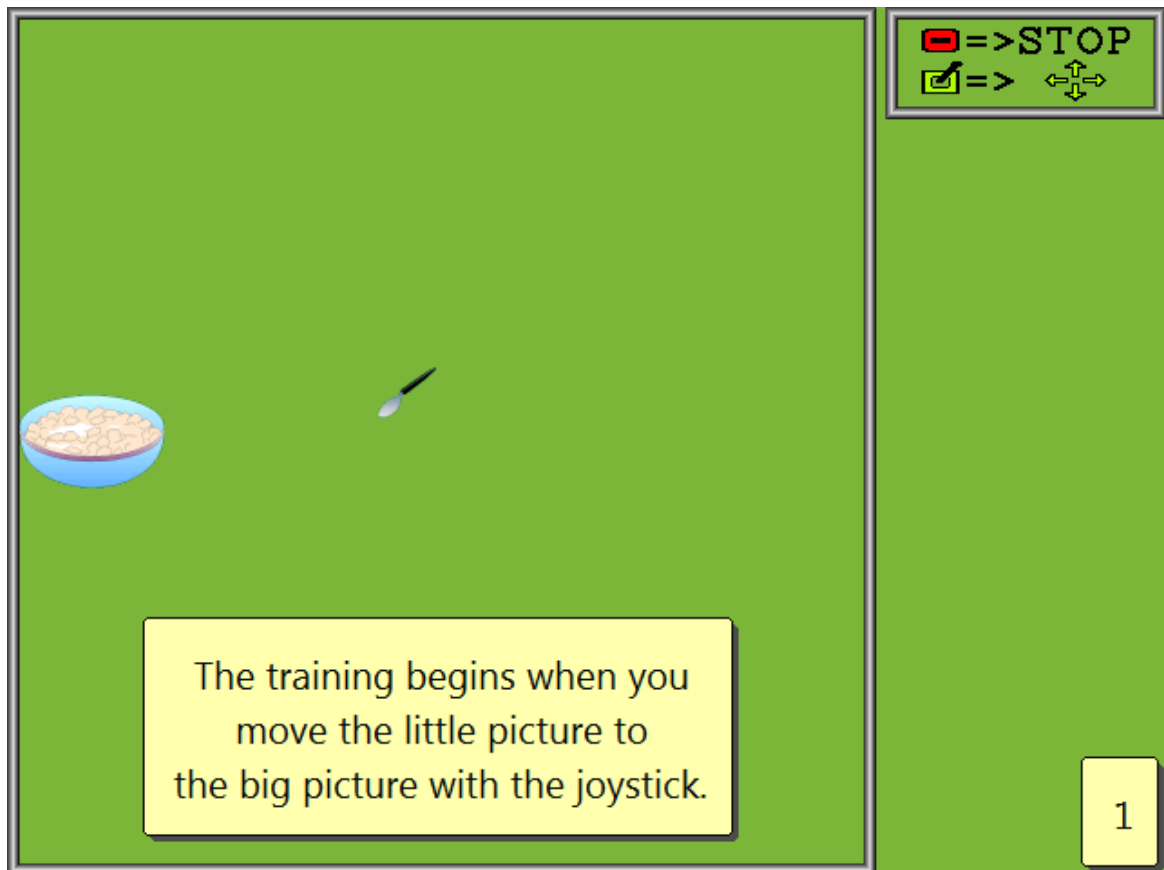 =>STOP
=>
The training begins when you
move the little picture to
the big picture with the joystick.
1